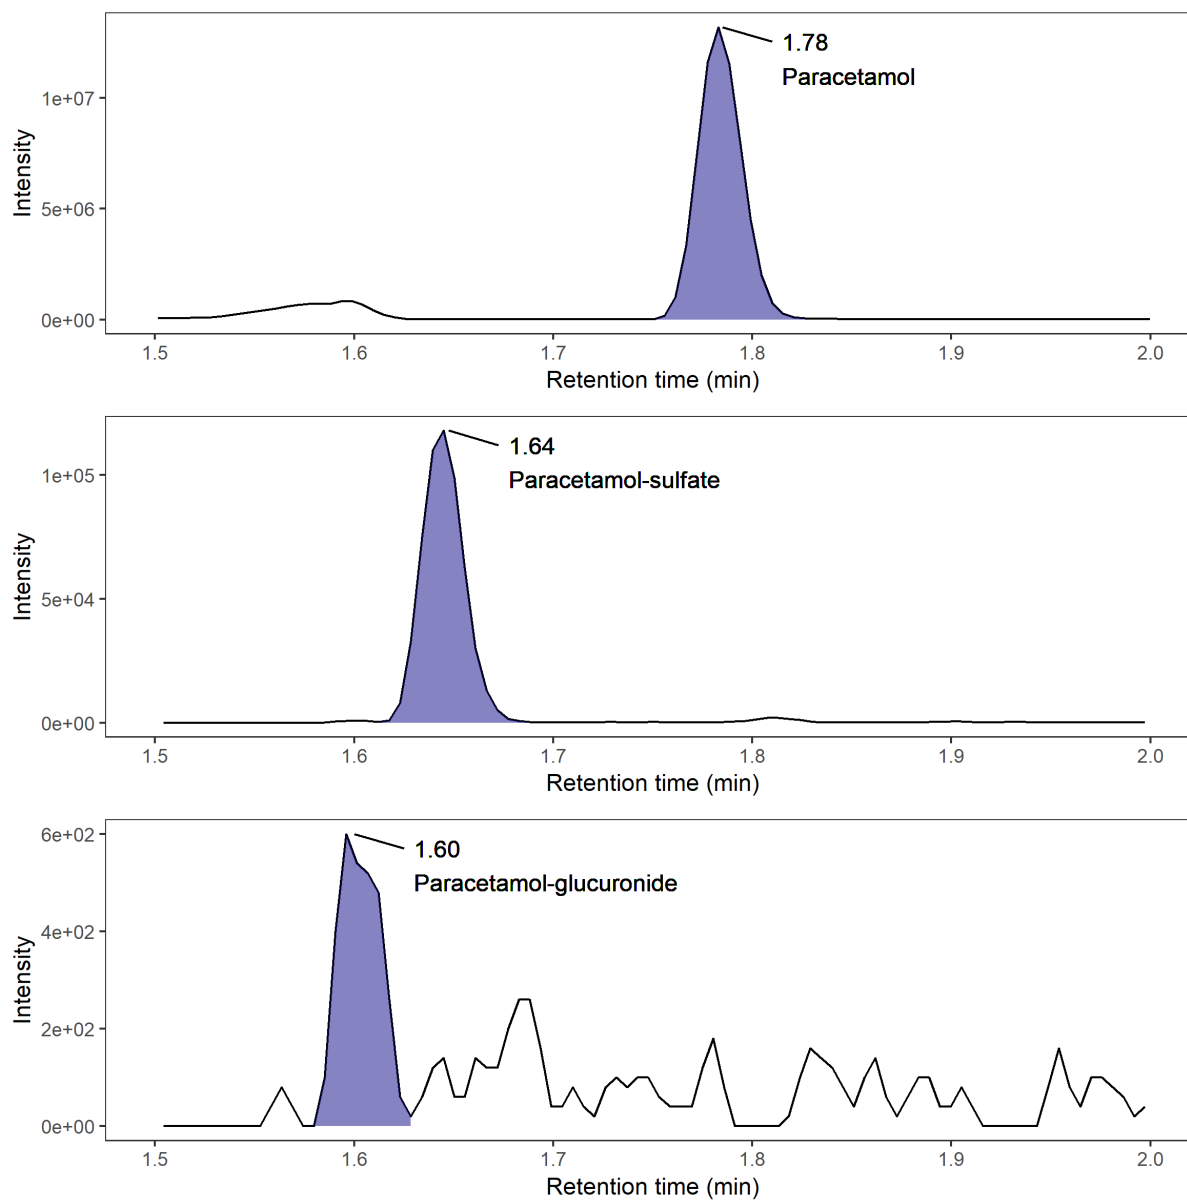 1.78
Paracetamol
1e+07
5e+06
0e+00
Intensity
1.5 1.6 1.7 1.8 1.9 2.0
Retention time (min)
1.64
Paracetamol-sulfate
1e+05
5e+04
0e+00
Intensity
1.5 1.6 1.7 1.8 1.9 2.0
Retention time (min)
6e+02
1.60
Paracetamol-glucuronide
4e+02
2e+02
0e+00
Intensity
1.5 1.6 1.7 1.8 1.9 2.0
Retention time (min)